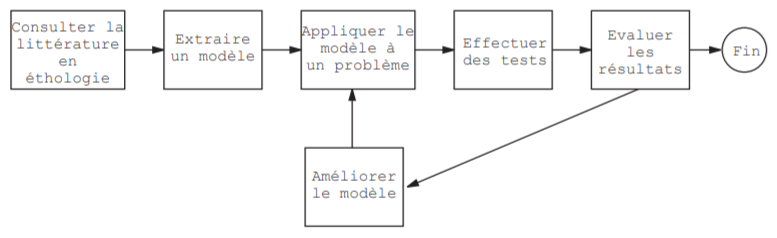 Consulter la
littérature
en
éthologie
Extraire
un modèle
Appliquer le
modèle à
un problème
Effectuer
des tests
Evaluer
les
résultats
Fin
Améliorer
le modèle